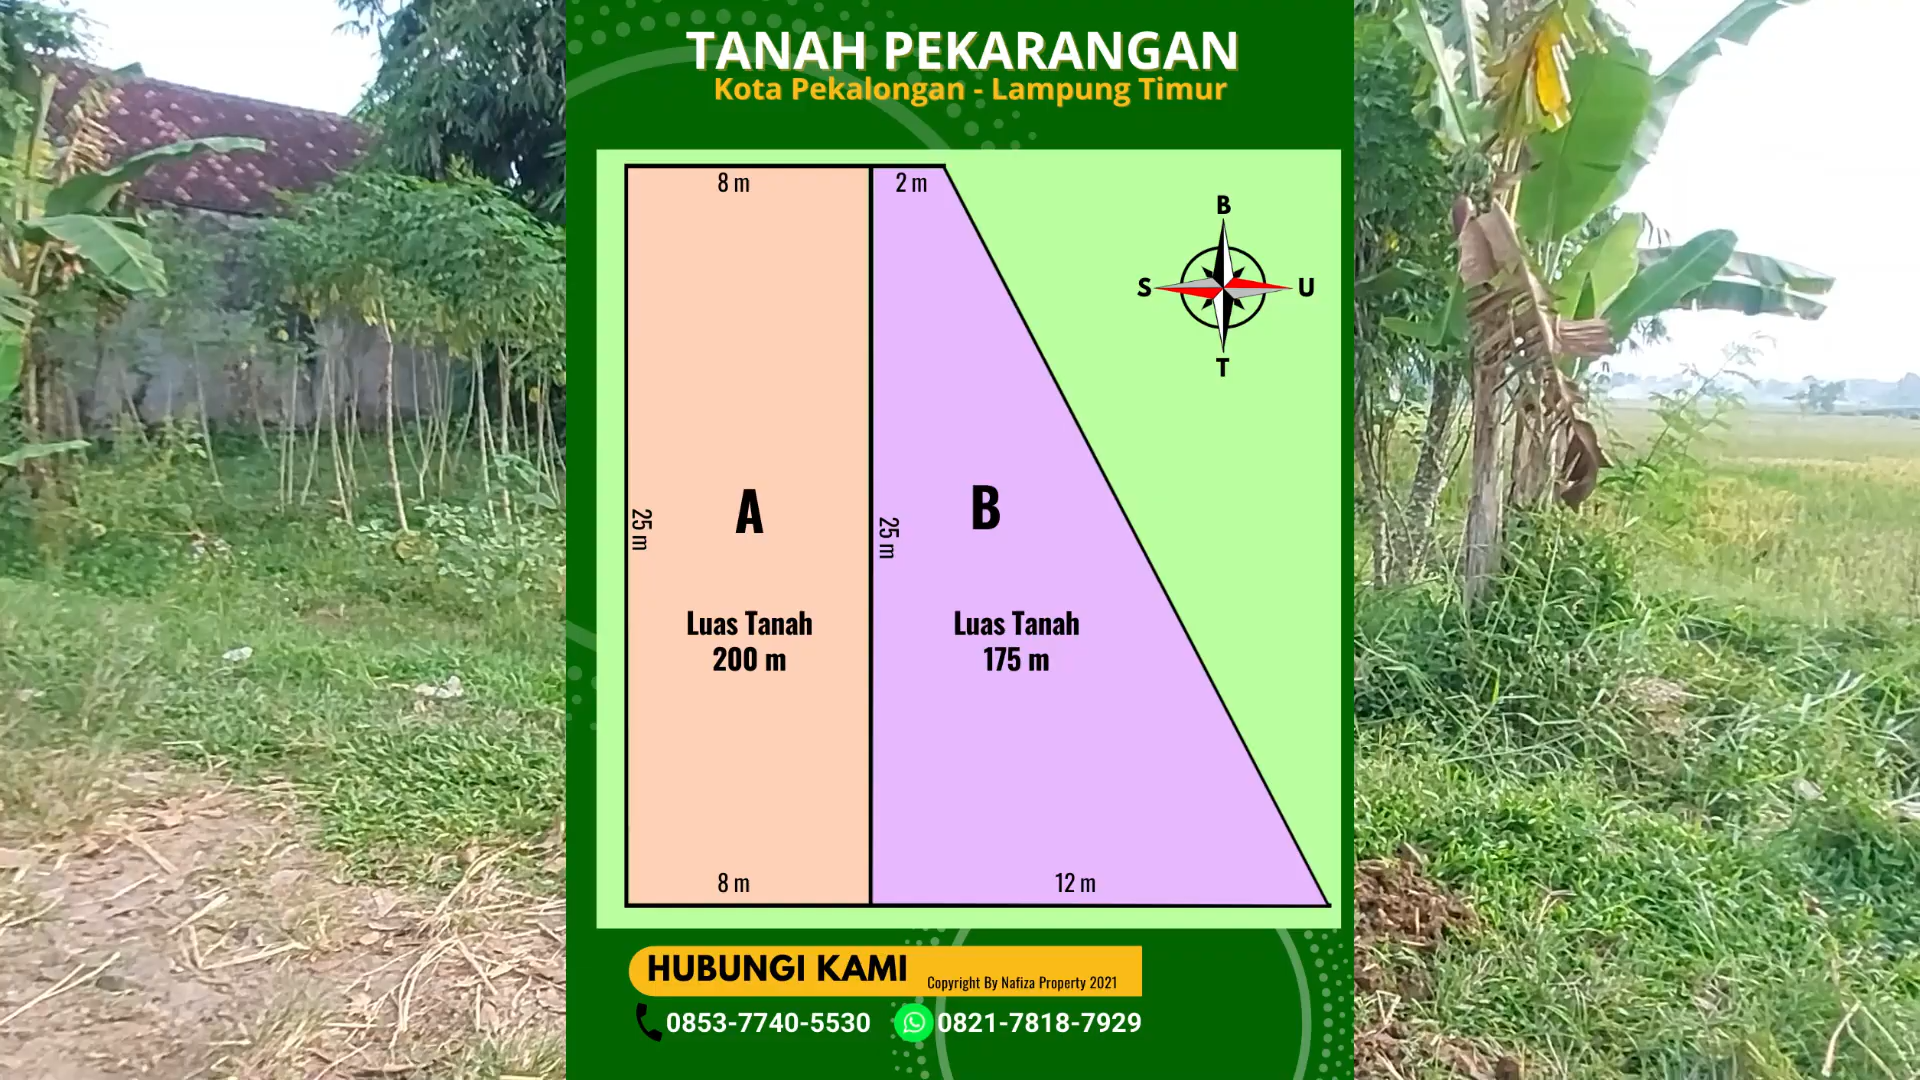 TANAH PEKARANGAN
Kota Pekalongan - Lampung Timur
8 m
2 m
B
S
U
T
A
B
25 m
25 m
Luas Tanah
200 m
Luas Tanah
175 m
8 m
12 m
HUBUNGI KAMI
Copyright By Nafiza Property 2021
0853-7740-5530
0821-7818-7929